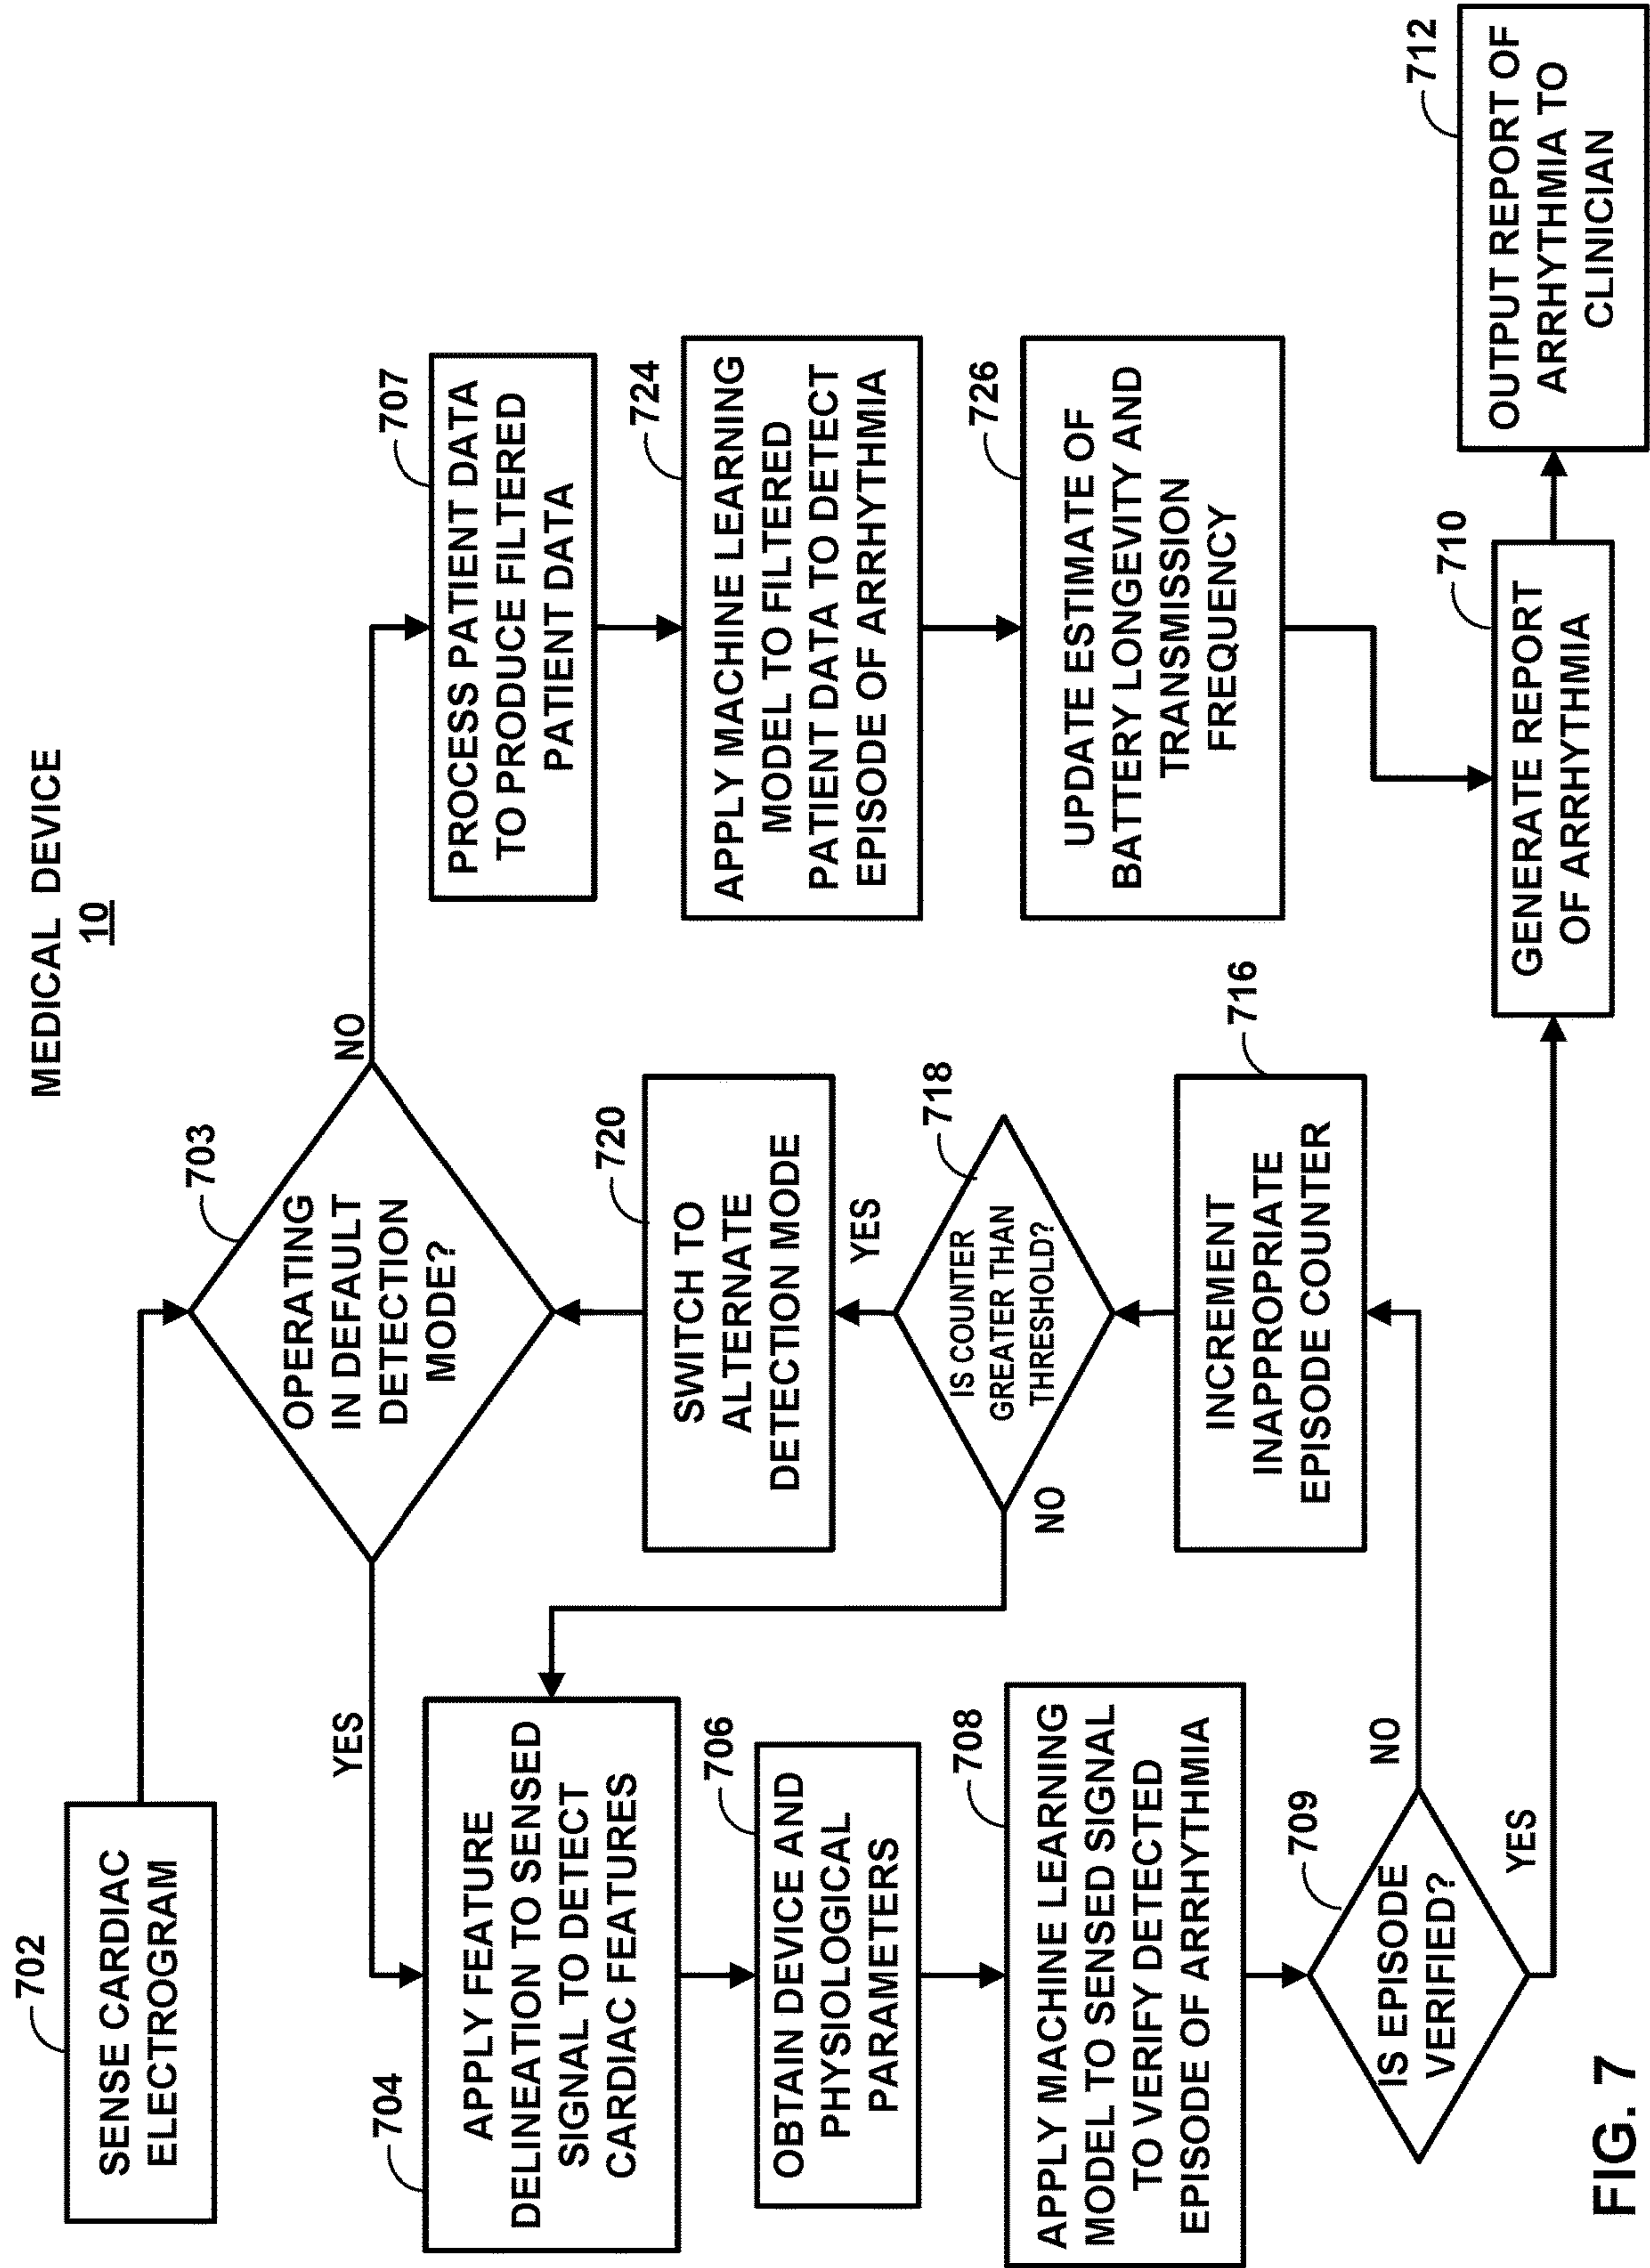 MEDICAL DEVICE
10
702
SENSE CARDIAC
ELECTROGRAM
703
OPERATING
IN DEFAULT
DETECTION
MODE?
YES
NO
704
APPLY FEATURE
DELINEATION TO SENSED
SIGNAL TO DETECT
CARDIAC FEATURES
706
OBTAIN DEVICE AND
PHYSIOLOGICAL
PARAMETERS
708
APPLY MACHINE LEARNING
MODEL TO SENSED SIGNAL
TO VERIFY DETECTED
EPISODE OF ARRHYTHMIA
709
IS EPISODE
VERIFIED?
NO
YES
720
SWITCH TO
ALTERNATE
DETECTION MODE
YES
718
IS COUNTER
GREATER THAN
THRESHOLD?
NO
716
INCREMENT
INAPPROPRIATE
EPISODE COUNTER
707
PROCESS PATIENT DATA
TO PRODUCE FILTERED
PATIENT DATA
724
APPLY MACHINE LEARNING
MODEL TO FILTERED
PATIENT DATA TO DETECT
EPISODE OF ARRHYTHMIA
726
UPDATE ESTIMATE OF
BATTERY LONGEVITY AND
TRANSMISSION
FREQUENCY
710
GENERATE REPORT
OF ARRHYTHMIA
712
OUTPUT REPORT OF
ARRHYTHMIA TO
CLINICIAN
FIG. 7